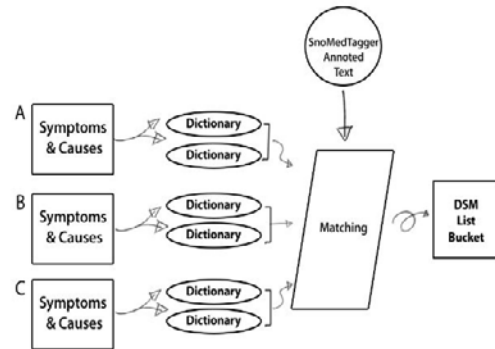 SnoMedTagger
Annoted
Text
A
Symptoms
& Causes
Dictionary
Dictionary
B
Symptoms
& Causes
Dictionary
Dictionary
C
Symptoms
& Causes
Dictionary
Dictionary
Matching
DSM
List
Bucket